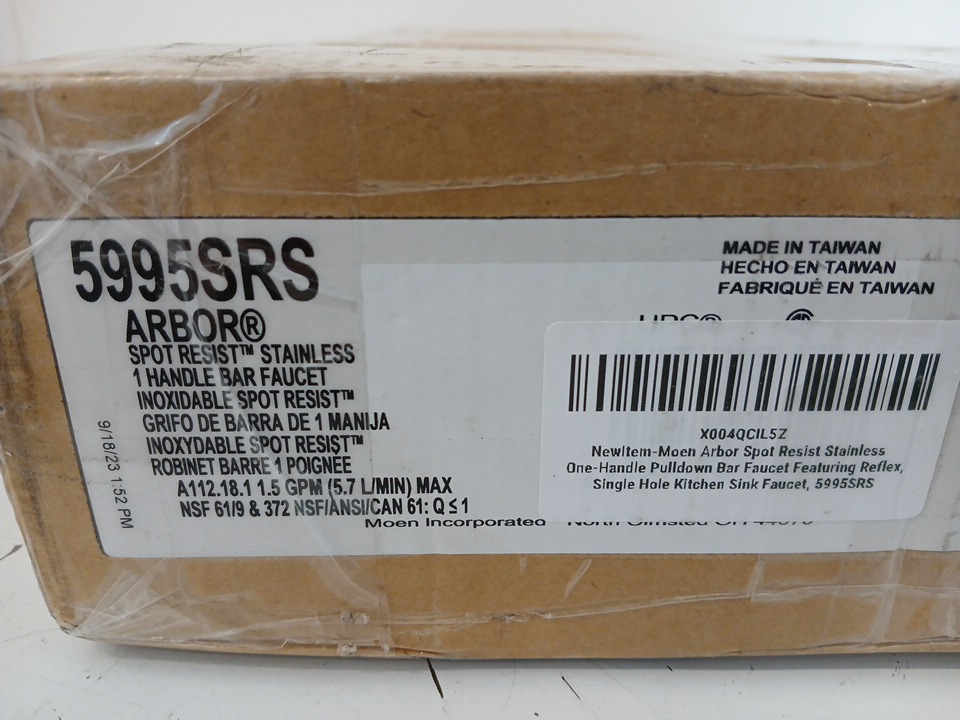 5995SRS
ARBOR®
SPOT RESIST™ STAINLESS
1 HANDLE BAR FAUCET
INOXIDABLE SPOT RESIST™
GRIFO DE BARRA DE 1 MANIJA
INOXYDABLE SPOT RESIST™
ROBINET BARRE 1 POIGNÉE
A112.18.1 1.5 GPM (5.7 L/MIN) MAX
NSF 61/9 & 372 NSF/ANSI/CAN 61: Q ≤ 1
9/18/23 1:52 PM
MADE IN TAIWAN
HECHO EN TAIWAN
FABRIQUÉ EN TAIWAN
X004QCIL5Z
NewItem-Moen Arbor Spot Resist Stainless
One-Handle Pulldown Bar Faucet Featuring Reflex,
Single Hole Kitchen Sink Faucet, 5995SRS
Moen Incorporated North Olmsted OH